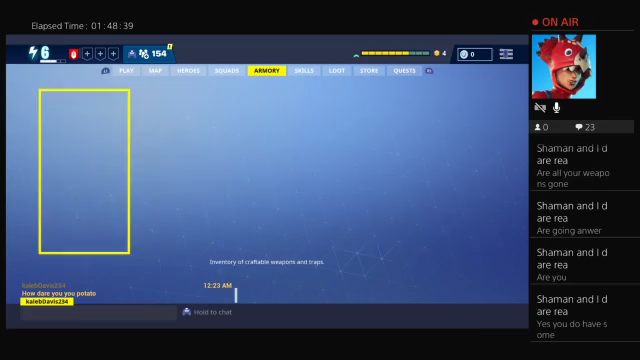 Elapsed Time: 01:48:39
ON AIR
6
154
4
0
PLAY MAP HEROES SQUADS ARMORY SKILLS LOOT STORE QUESTS
0 23
Shaman and I d
are rea
Are all your weapo
ns gone
Shaman and I d
are rea
Are going anwer
Shaman and I d
are rea
Are you
Shaman and I d
are rea
Yes you do have s
ome
Inventory of craftable weapons and traps.
kalebDavis234
How dare you you potato
12:23 AM
kalebDavis234
Hold to chat